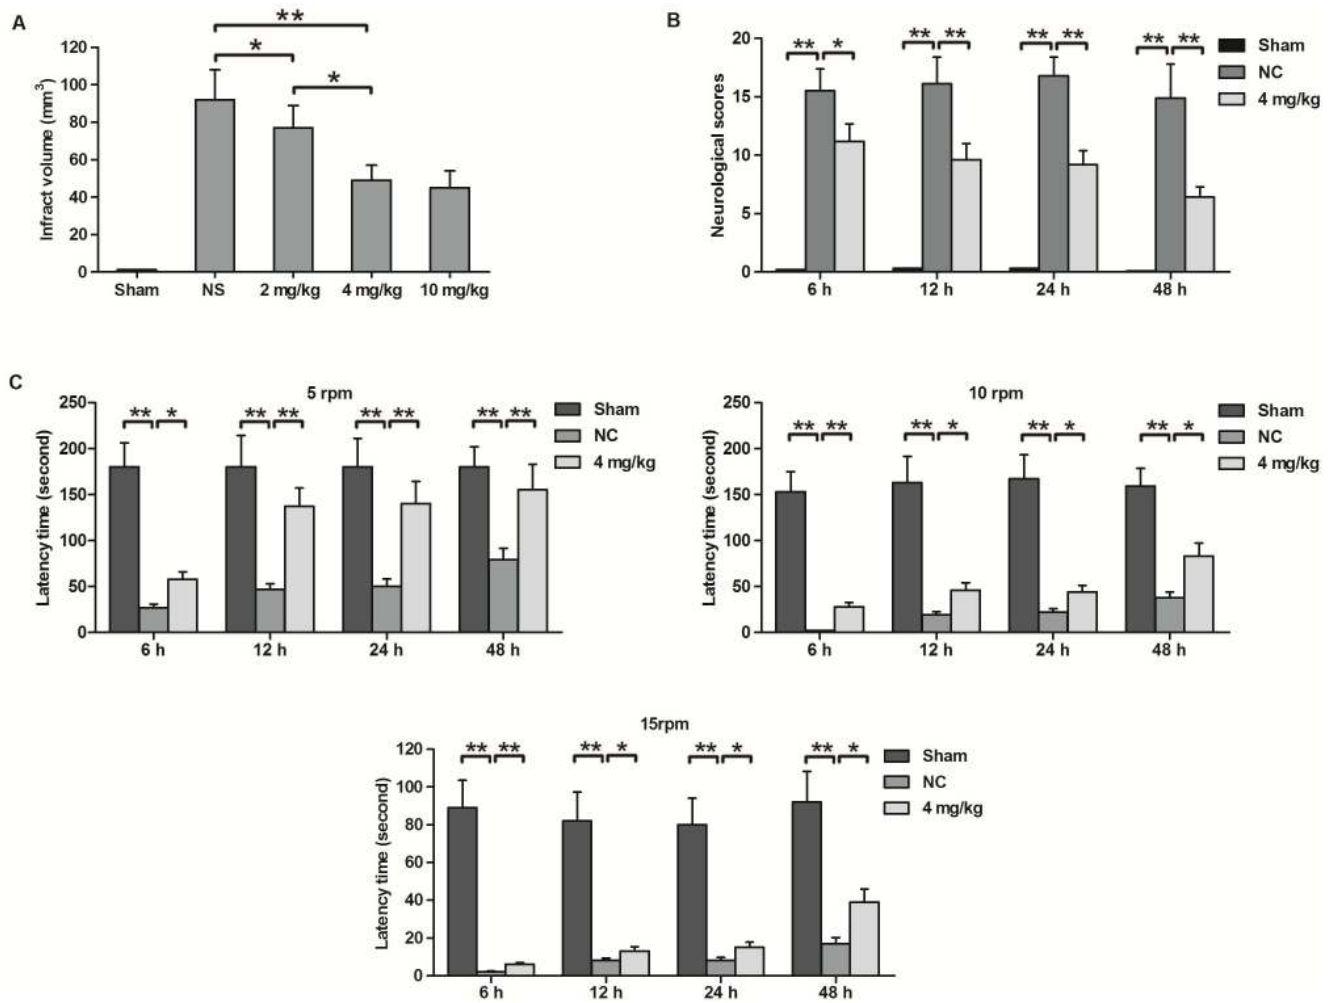 A
** 
*
*
120
100
80
60
40
20
0
Infract volume (mm³)
Sham NS 2 mg/kg 4 mg/kg 10 mg/kg
B
** * ** ** ** ** ** **
20
15
10
5
0
Neurological scores
6 h 12 h 24 h 48 h
Sham
NC
4 mg/kg
C
5 rpm
** * ** ** ** ** ** **
250
200
150
100
50
0
Latency time (second)
6 h 12 h 24 h 48 h
Sham
NC
4 mg/kg
10 rpm
** ** ** * ** * ** *
250
200
150
100
50
0
Latency time (second)
6 h 12 h 24 h 48 h
Sham
NC
4 mg/kg
15rpm
** ** ** * ** * ** *
120
100
80
60
40
20
0
Latency time (second)
6 h 12 h 24 h 48 h
Sham
NC
4 mg/kg